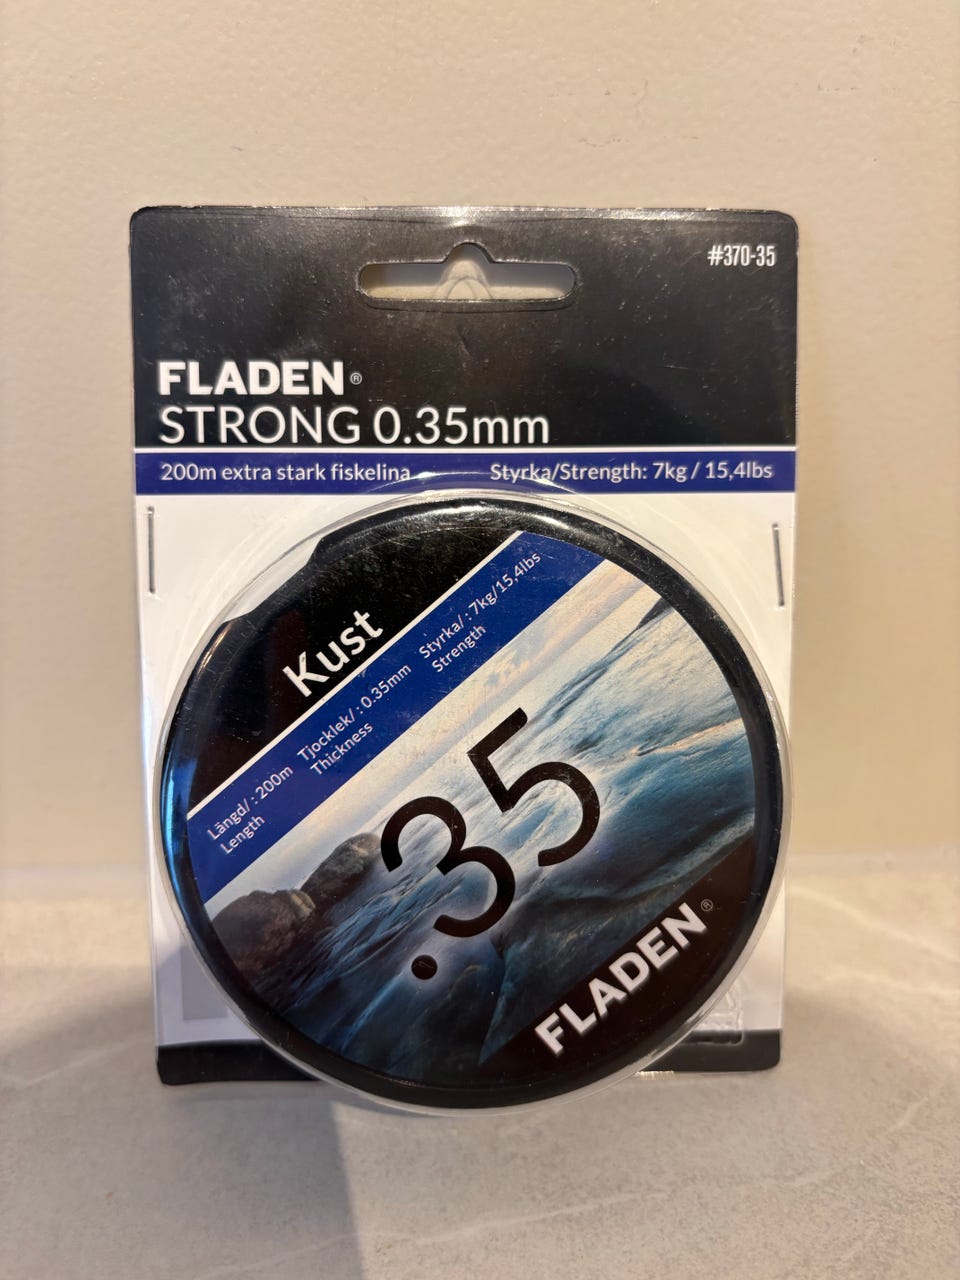 #370-35
FLADEN®
STRONG 0.35mm
200m extra stark fiskelina
Styrka/Strength: 7kg / 15,4lbs
Kust
Längd/ : 200m
Length
Tjocklek/ : 0.35mm
Thickness
Styrka/ : 7kg/15,4lbs
Strength
.35
FLADEN®